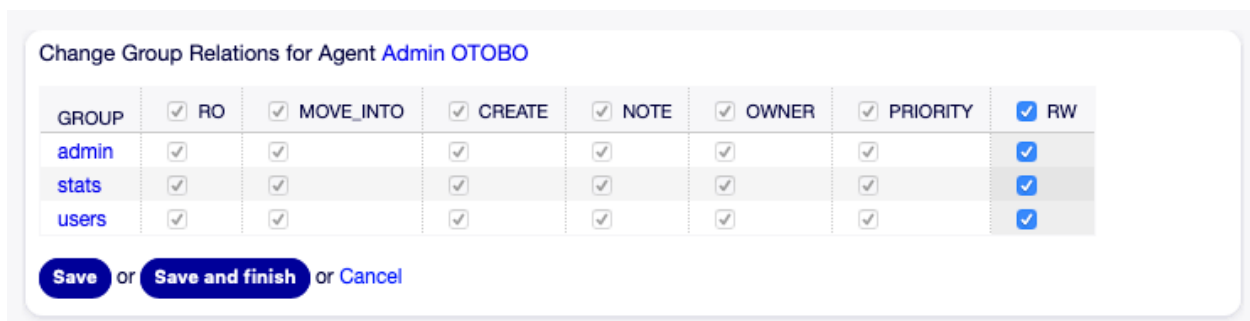 Change Group Relations for Agent Admin OTOBO
GROUP RO MOVE_INTO CREATE NOTE OWNER PRIORITY RW
admin
stats
users
Save or Save and finish or Cancel